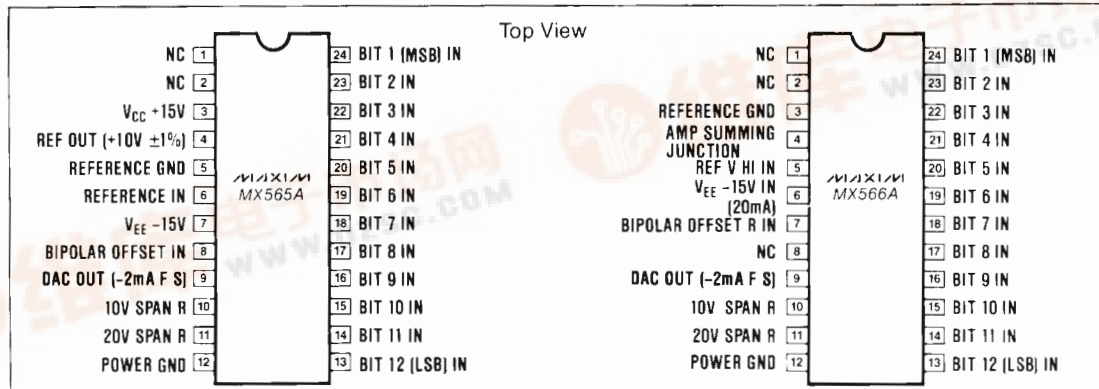 Top View
NC 1
NC 2
V_CC +15V 3
REF OUT (+10V ±1%) 4
REFERENCE GND 5
REFERENCE IN 6
V_EE -15V 7
BIPOLAR OFFSET IN 8
DAC OUT (-2mA F S) 9
10V SPAN R 10
20V SPAN R 11
POWER GND 12
MAXIM
MX565A
24 BIT 1 (MSB) IN
23 BIT 2 IN
22 BIT 3 IN
21 BIT 4 IN
20 BIT 5 IN
19 BIT 6 IN
18 BIT 7 IN
17 BIT 8 IN
16 BIT 9 IN
15 BIT 10 IN
14 BIT 11 IN
13 BIT 12 (LSB) IN
NC 1
NC 2
REFERENCE GND 3
AMP SUMMING 4
JUNCTION
REF V HI IN 5
V_EE -15V IN 6
(20mA)
BIPOLAR OFFSET R IN 7
NC 8
DAC OUT (-2mA F S) 9
10V SPAN R 10
20V SPAN R 11
POWER GND 12
MAXIM
MX566A
24 BIT 1 (MSB) IN
23 BIT 2 IN
22 BIT 3 IN
21 BIT 4 IN
20 BIT 5 IN
19 BIT 6 IN
18 BIT 7 IN
17 BIT 8 IN
16 BIT 9 IN
15 BIT 10 IN
14 BIT 11 IN
13 BIT 12 (LSB) IN